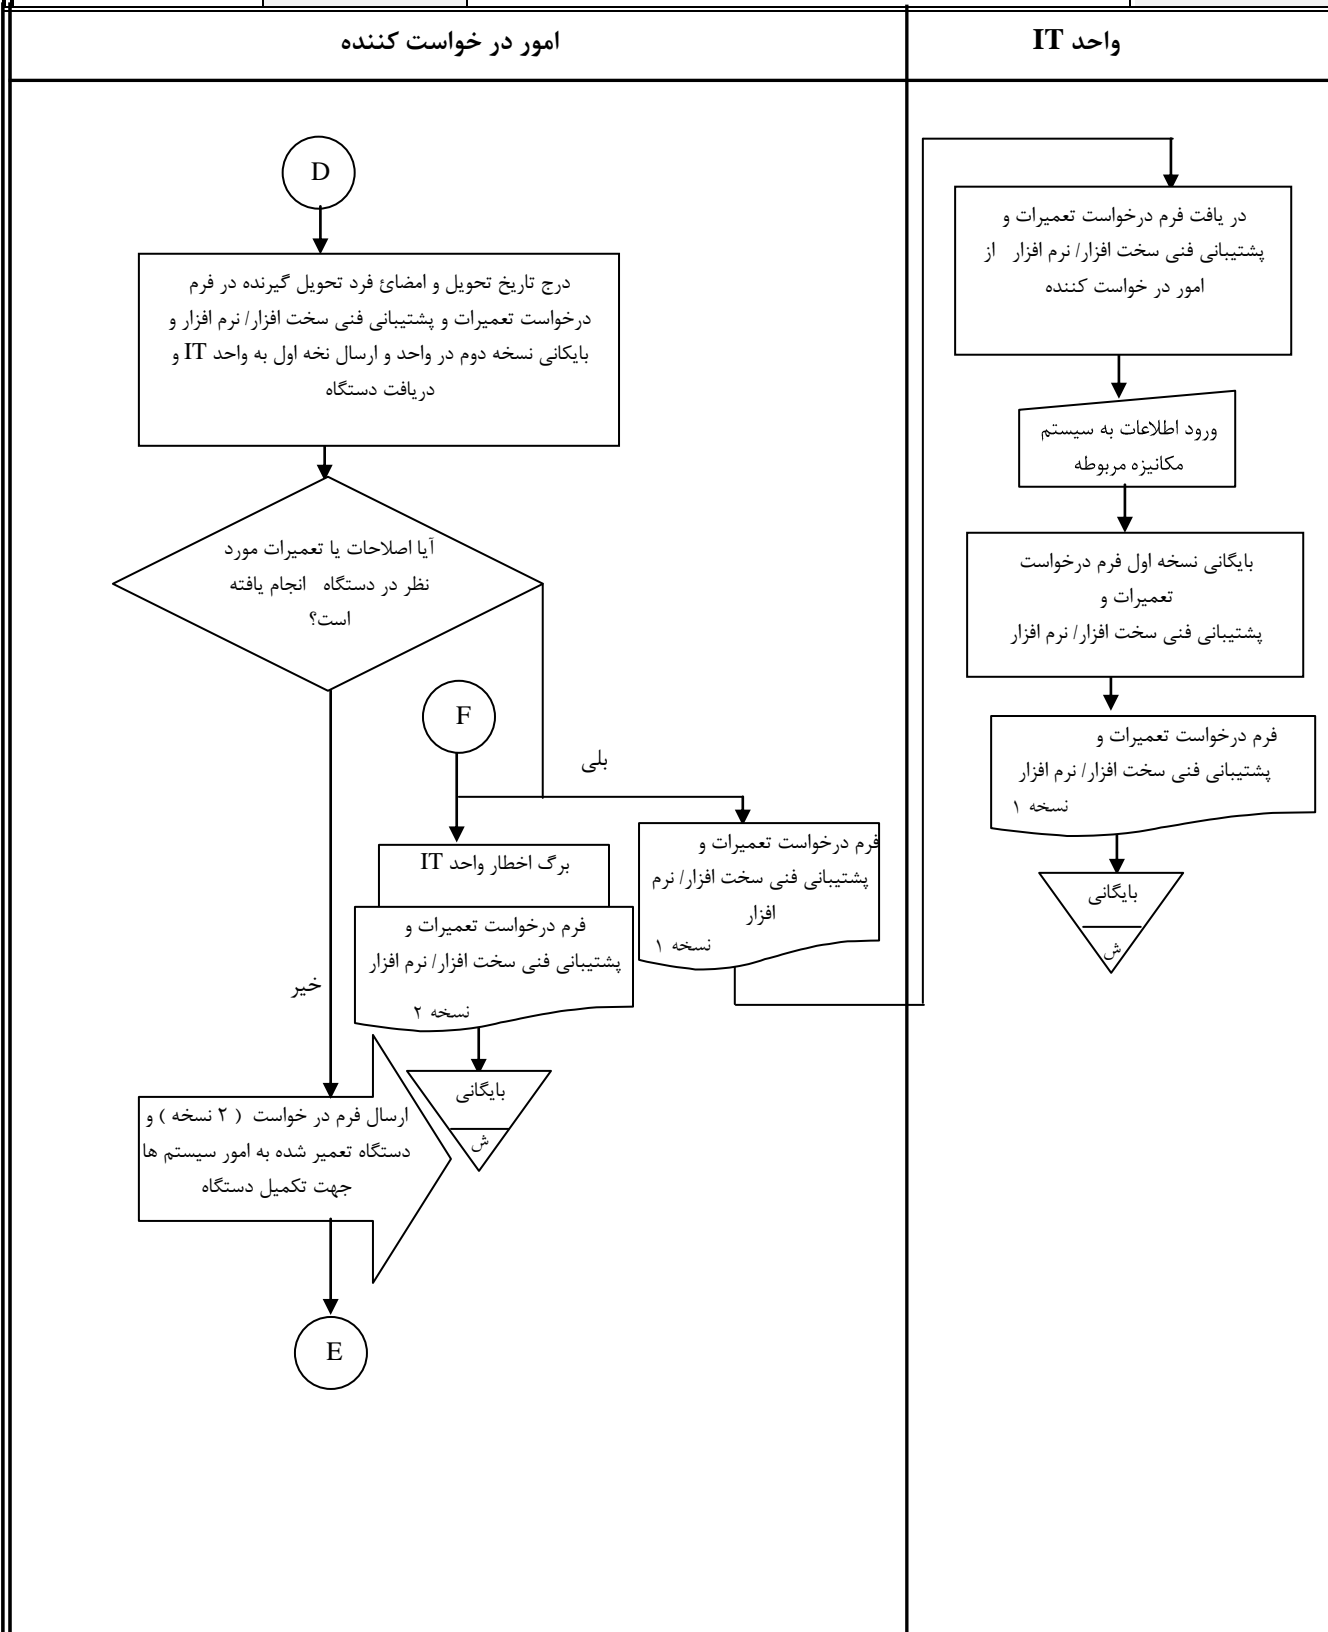 واحد IT
امور در خواست کننده
D
درج تاریخ تحویل و امضائ فرد تحویل گیرنده در فرم
درخواست تعمیرات و پشتیبانی فنی سخت افزار/ نرم افزار و
بایکانی نسخه دوم در واحد و ارسال نخه اول به واحد IT و
دریافت دستگاه
آیا اصلاحات یا تعمیرات مورد
نظر در دستگاه انجام یافته
است؟
F
بلی
برگ اخطار واحد IT
فرم درخواست تعمیرات و
پشتیبانی فنی سخت افزار/ نرم افزار
نسخه ۲
بایگانی
ش
فرم درخواست تعمیرات و
پشتیبانی فنی سخت افزار/ نرم
افزار
نسخه ۱
خیر
ارسال فرم در خواست ( ۲ نسخه ) و
دستگاه تعمیر شده به امور سیستم ها
جهت تکمیل دستگاه
E
در یافت فرم درخواست تعمیرات و
پشتیبانی فنی سخت افزار/ نرم افزار از
امور در خواست کننده
ورود اطلاعات به سیستم
مکانیزه مربوطه
بایگانی نسخه اول فرم درخواست
تعمیرات و
پشتیبانی فنی سخت افزار/ نرم افزار
فرم درخواست تعمیرات و
پشتیبانی فنی سخت افزار/ نرم افزار
نسخه ۱
بایگانی
ش